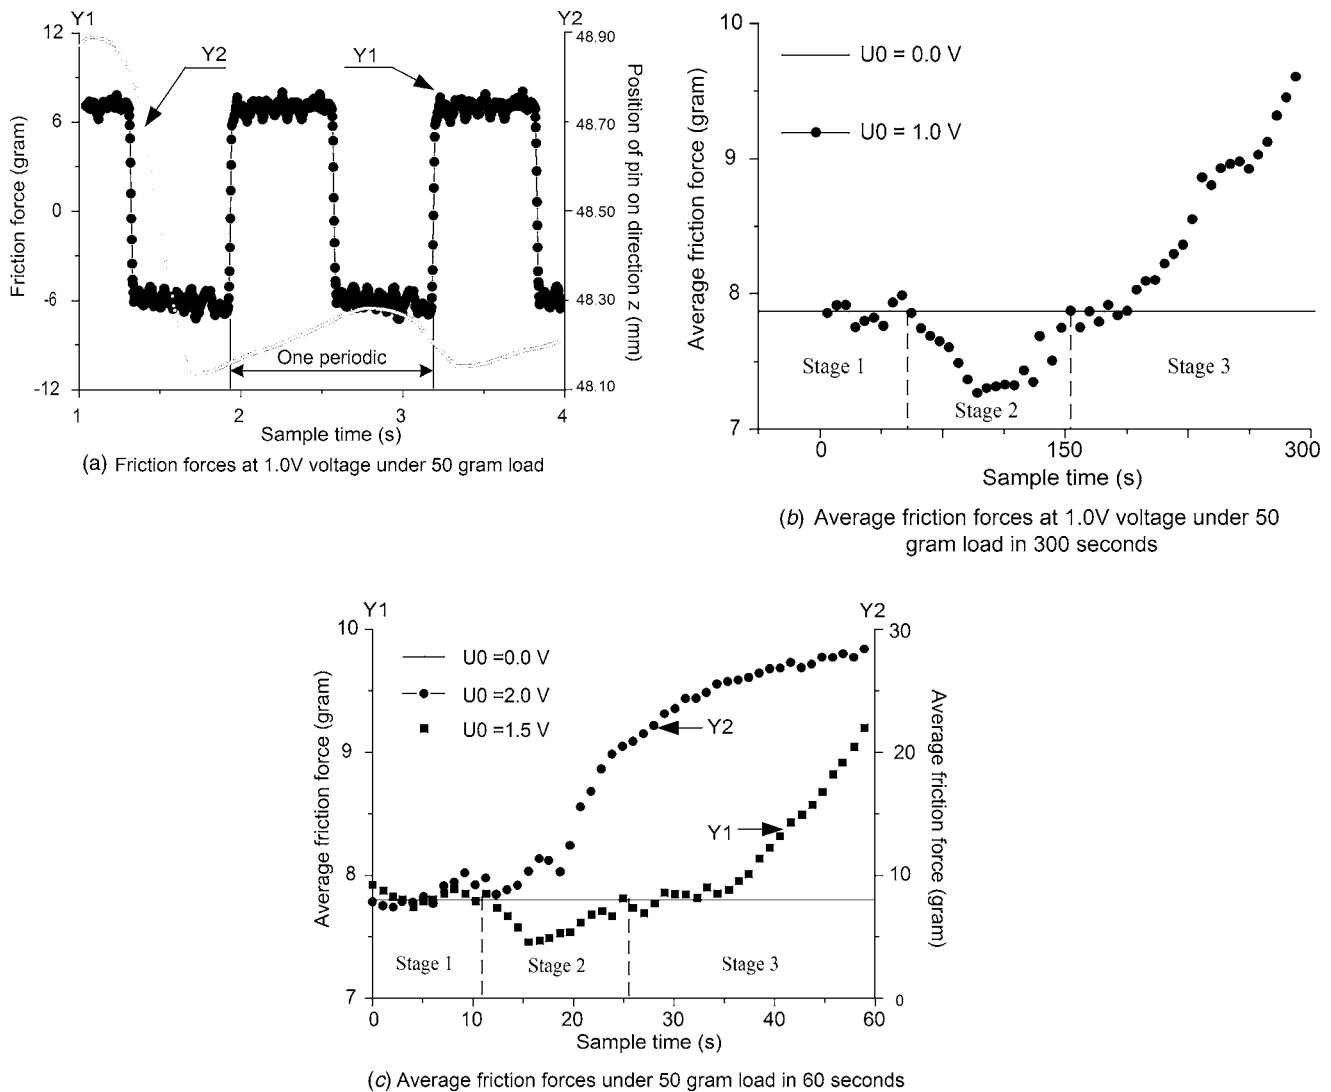 Y1
Y2
12
6
0
-6
-12
48.90
48.70
48.50
48.30
48.10
Friction force (gram)
Position of pin on direction z (mm)
Y2
Y1
One periodic
1
2
3
4
Sample time (s)
(a) Friction forces at 1.0V voltage under 50 gram load
10
9
8
7
Average friction force (gram)
U0 = 0.0 V
U0 = 1.0 V
Stage 1
Stage 2
Stage 3
0
150
300
Sample time (s)
(b) Average friction forces at 1.0V voltage under 50
gram load in 300 seconds
Y1
Y2
10
9
8
7
30
20
10
0
Average friction force (gram)
Average friction force (gram)
U0 =0.0 V
U0 =2.0 V
U0 =1.5 V
Y2
Y1
Stage 1
Stage 2
Stage 3
0
10
20
30
40
60
Sample time (s)
(c) Average friction forces under 50 gram load in 60 seconds